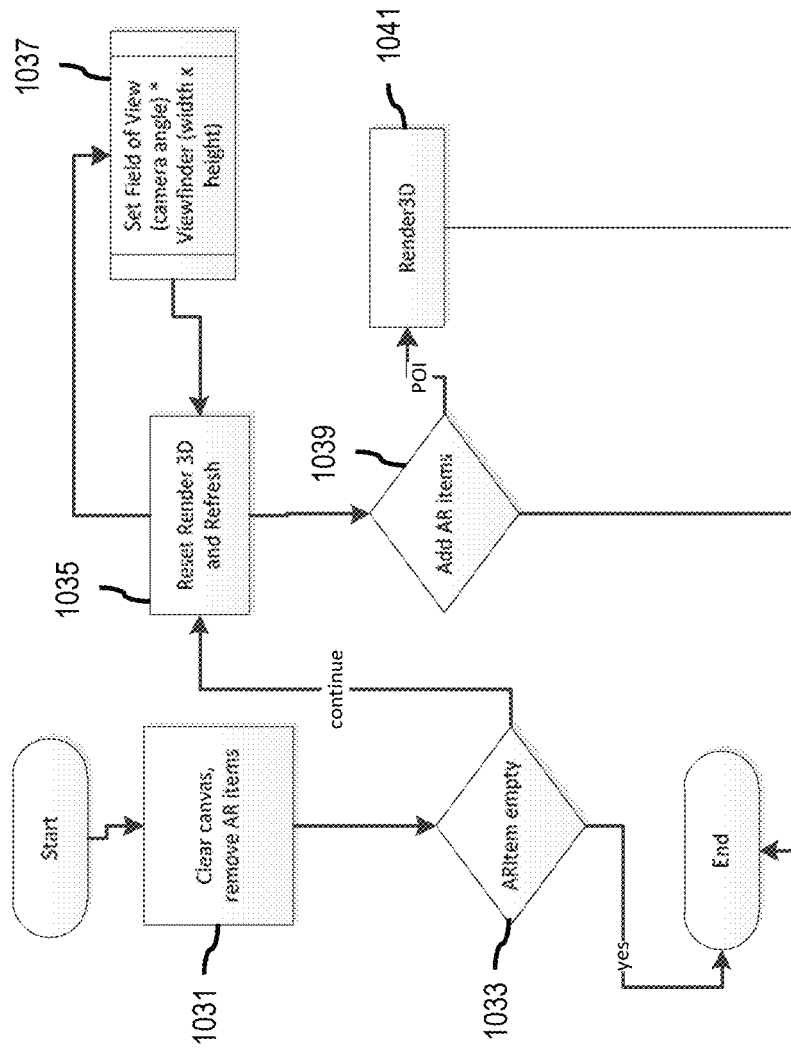 Start
1031
Clear canvas,
remove AR items
1033
ARItem empty
yes
End
continue
1035
Reset Render 3D
and Refresh
1037
Set Field of View
(camera angle) *
Viewfinder (width x
height)
1039
Add AR items
POI
1041
Render3D